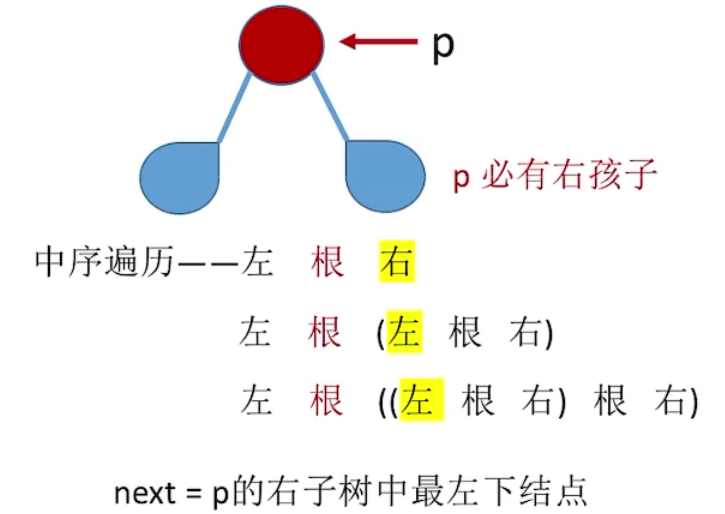 p
p 必有右孩子
中序遍历——左 根 右
左 根 (左 根 右)
左 根 ((左 根 右) 根 右)
next = p的右子树中最左下结点